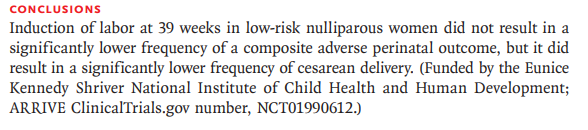 CONCLUSIONS
Induction of labor at 39 weeks in low-risk nulliparous women did not result in a
significantly lower frequency of a composite adverse perinatal outcome, but it did
result in a significantly lower frequency of cesarean delivery. (Funded by the Eunice
Kennedy Shriver National Institute of Child Health and Human Development;
ARRIVE ClinicalTrials.gov number, NCT01990612.)